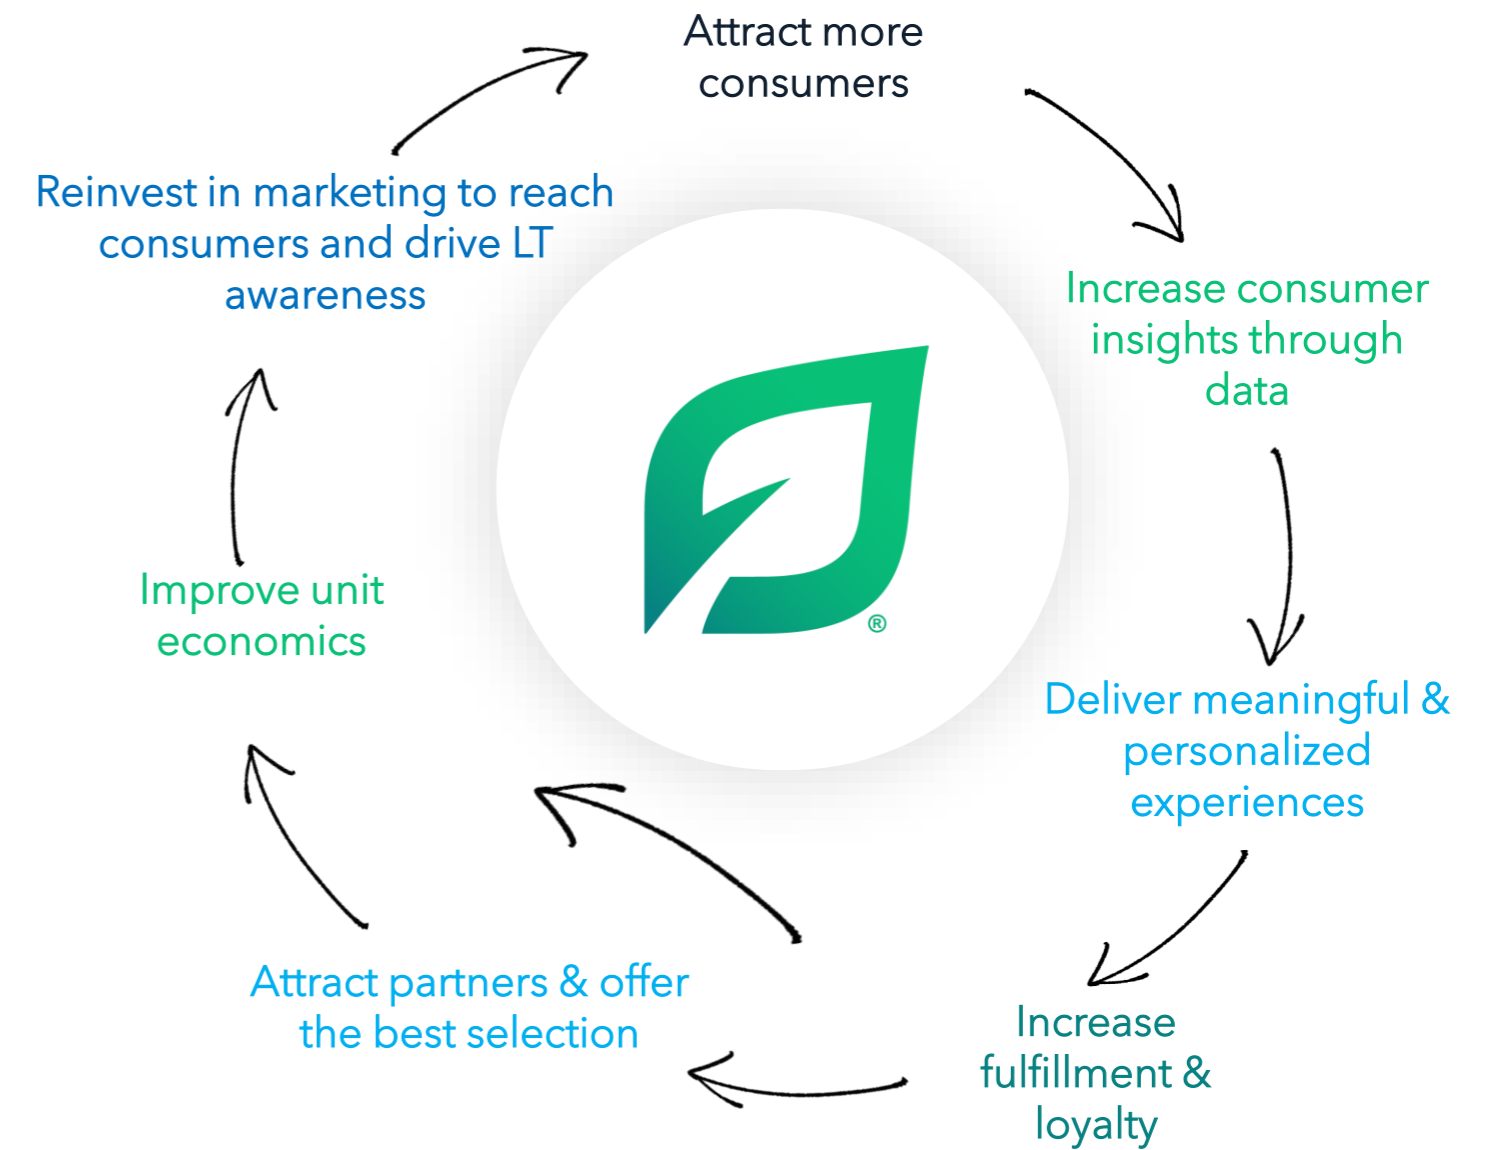 Attract more
consumers
Increase consumer
insights through
data
Deliver meaningful &
personalized
experiences
Increase
fulfillment &
loyalty
Attract partners & offer
the best selection
Improve unit
economics
Reinvest in marketing to reach
consumers and drive LT
awareness
®